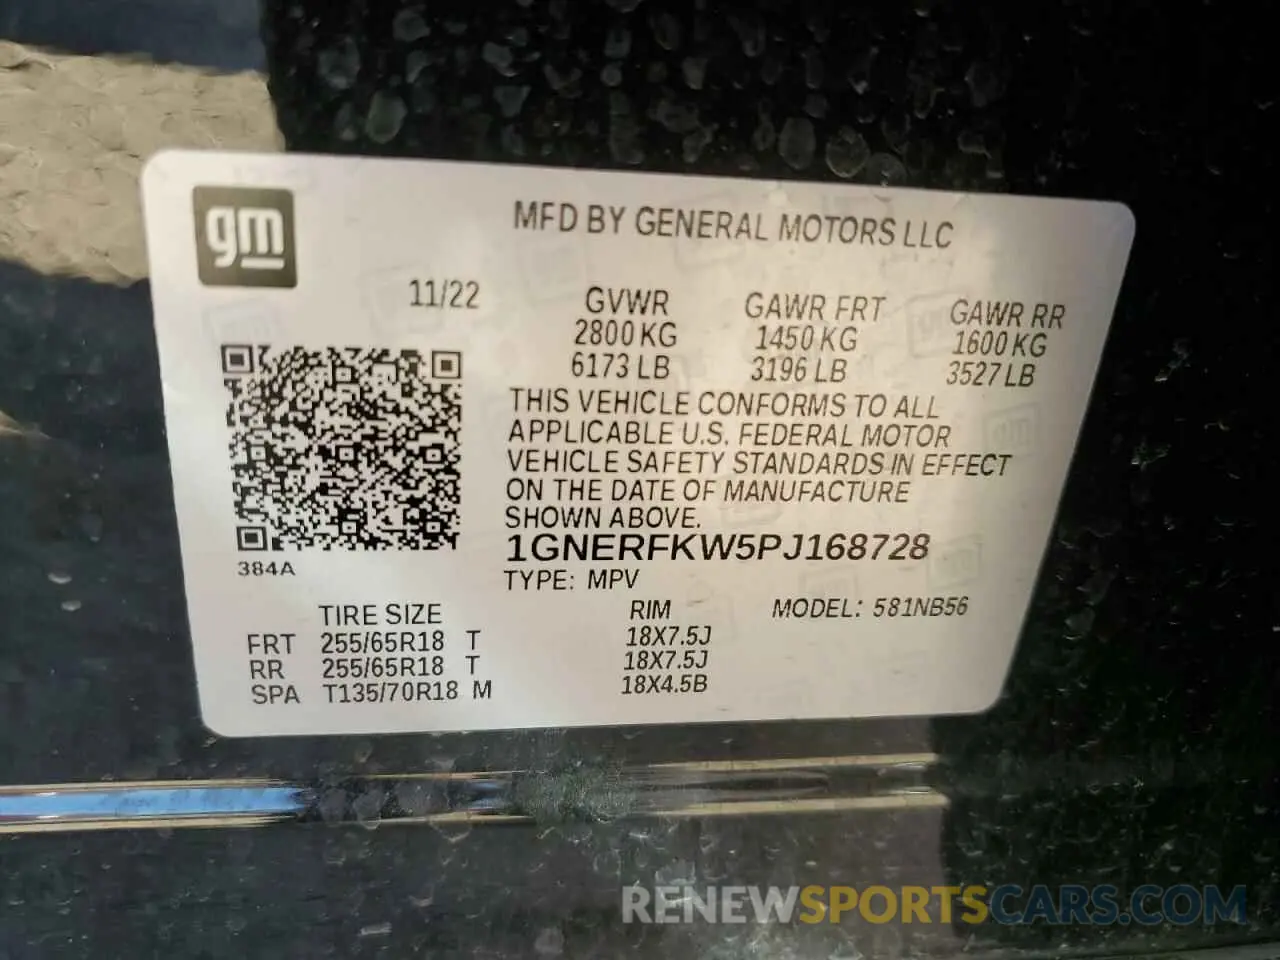 gm
MFD BY GENERAL MOTORS LLC
11/22
GVWR GAWR FRT GAWR RR
2800 KG 1450 KG 1600 KG
6173 LB 3196 LB 3527 LB
THIS VEHICLE CONFORMS TO ALL
APPLICABLE U.S. FEDERAL MOTOR
VEHICLE SAFETY STANDARDS IN EFFECT
ON THE DATE OF MANUFACTURE
SHOWN ABOVE.
1GNERFKW5PJ168728
384A
TYPE: MPV
TIRE SIZE RIM MODEL: 581NB56
FRT 255/65R18 T 18X7.5J
RR 255/65R18 T 18X7.5J
SPA T135/70R18 M 18X4.5B
RENEWSPORTSCARS.COM